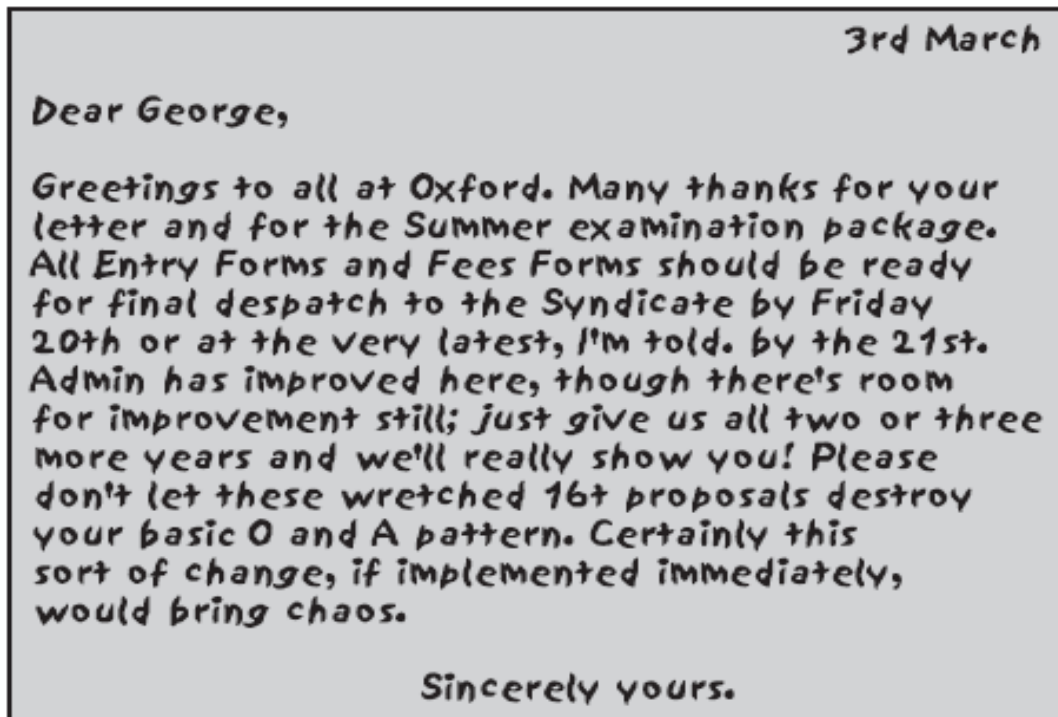 3rd March
Dear George,
Greetings to all at Oxford. Many thanks for your
letter and for the Summer examination package.
All Entry Forms and Fees Forms should be ready
for final despatch to the Syndicate by Friday
20th or at the very latest, I'm told. by the 21st.
Admin has improved here, though there's room
for improvement still; just give us all two or three
more years and we'll really show you! Please
don't let these wretched 16t proposals destroy
your basic O and A pattern. Certainly this
sort of change, if implemented immediately,
would bring chaos.
Sincerely yours.